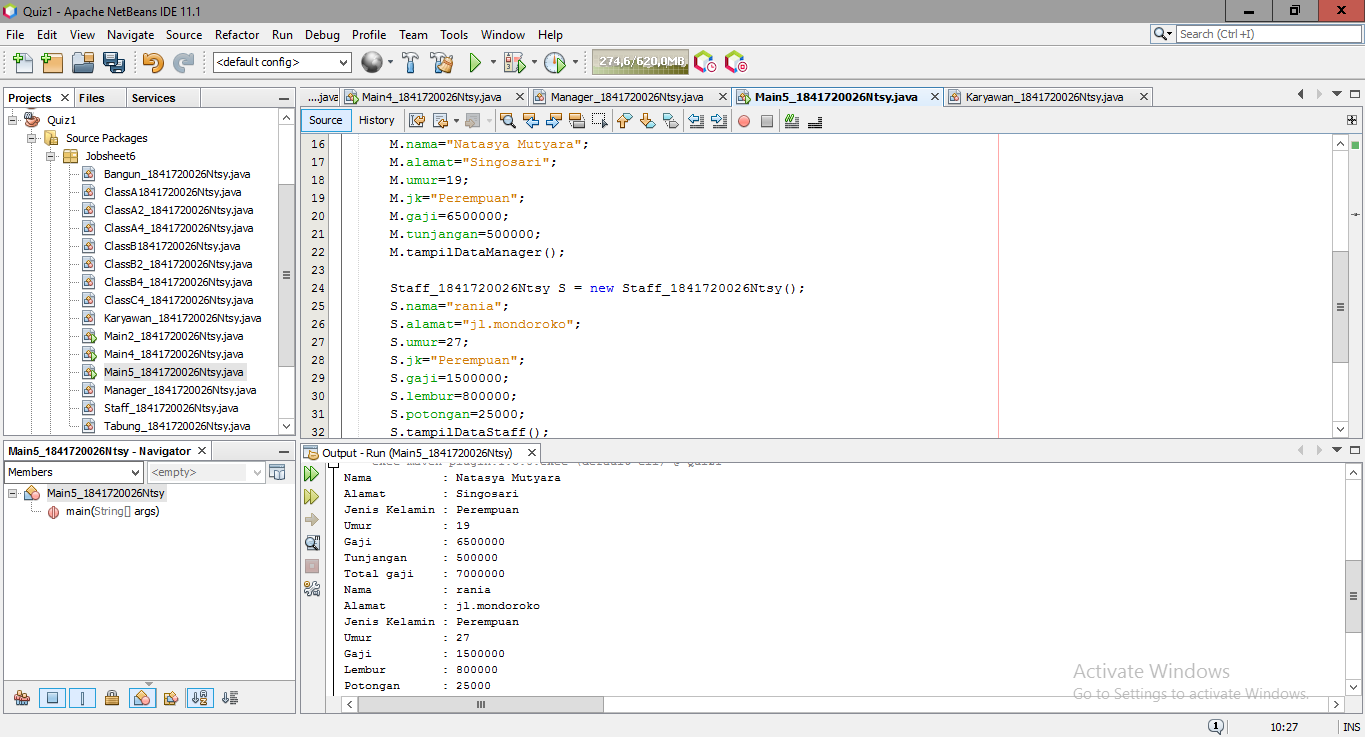 Quiz1 - Apache NetBeans IDE 11.1
File Edit View Navigate Source Refactor Run Debug Profile Team Tools Window Help
Search (Ctrl+I)
<default config>
274,6/620,0MB
Projects Files Services
Quiz1
Source Packages
Jobsheet6
Bangun_1841720026Ntsy.java
ClassA1841720026Ntsy.java
ClassA2_1841720026Ntsy.java
ClassA4_1841720026Ntsy.java
ClassB1841720026Ntsy.java
ClassB2_1841720026Ntsy.java
ClassB4_1841720026Ntsy.java
ClassC4_1841720026Ntsy.java
Karyawan_1841720026Ntsy.java
Main2_1841720026Ntsy.java
Main4_1841720026Ntsy.java
Main5_1841720026Ntsy.java
Manager_1841720026Ntsy.java
Staff_1841720026Ntsy.java
Tabung_1841720026Ntsy.java
Main5_1841720026Ntsy - Navigator
Members <empty>
Main5_1841720026Ntsy
main(String[] args)
....java Main4_1841720026Ntsy.java Manager_1841720026Ntsy.java Main5_1841720026Ntsy.java Karyawan_1841720026Ntsy.java
Source History
16 M.nama="Natasya Mutyara";
17 M.alamat="Singosari";
18 M.umur=19;
19 M.jk="Perempuan";
20 M.gaji=6500000;
21 M.tunjangan=500000;
22 M.tampilDataManager();
23
24 Staff_1841720026Ntsy S = new Staff_1841720026Ntsy();
25 S.nama="rania";
26 S.alamat="jl.mondoroko";
27 S.umur=27;
28 S.jk="Perempuan";
29 S.gaji=1500000;
30 S.lembur=800000;
31 S.potongan=25000;
32 S.tampilDataStaff();
Output - Run (Main5_1841720026Ntsy)
Nama : Natasya Mutyara
Alamat : Singosari
Jenis Kelamin : Perempuan
Umur : 19
Gaji : 6500000
Tunjangan : 500000
Total gaji : 7000000
Nama : rania
Alamat : jl.mondoroko
Jenis Kelamin : Perempuan
Umur : 27
Gaji : 1500000
Lembur : 800000
Potongan : 25000
Activate Windows
Go to Settings to activate Windows.
1
10:27 INS